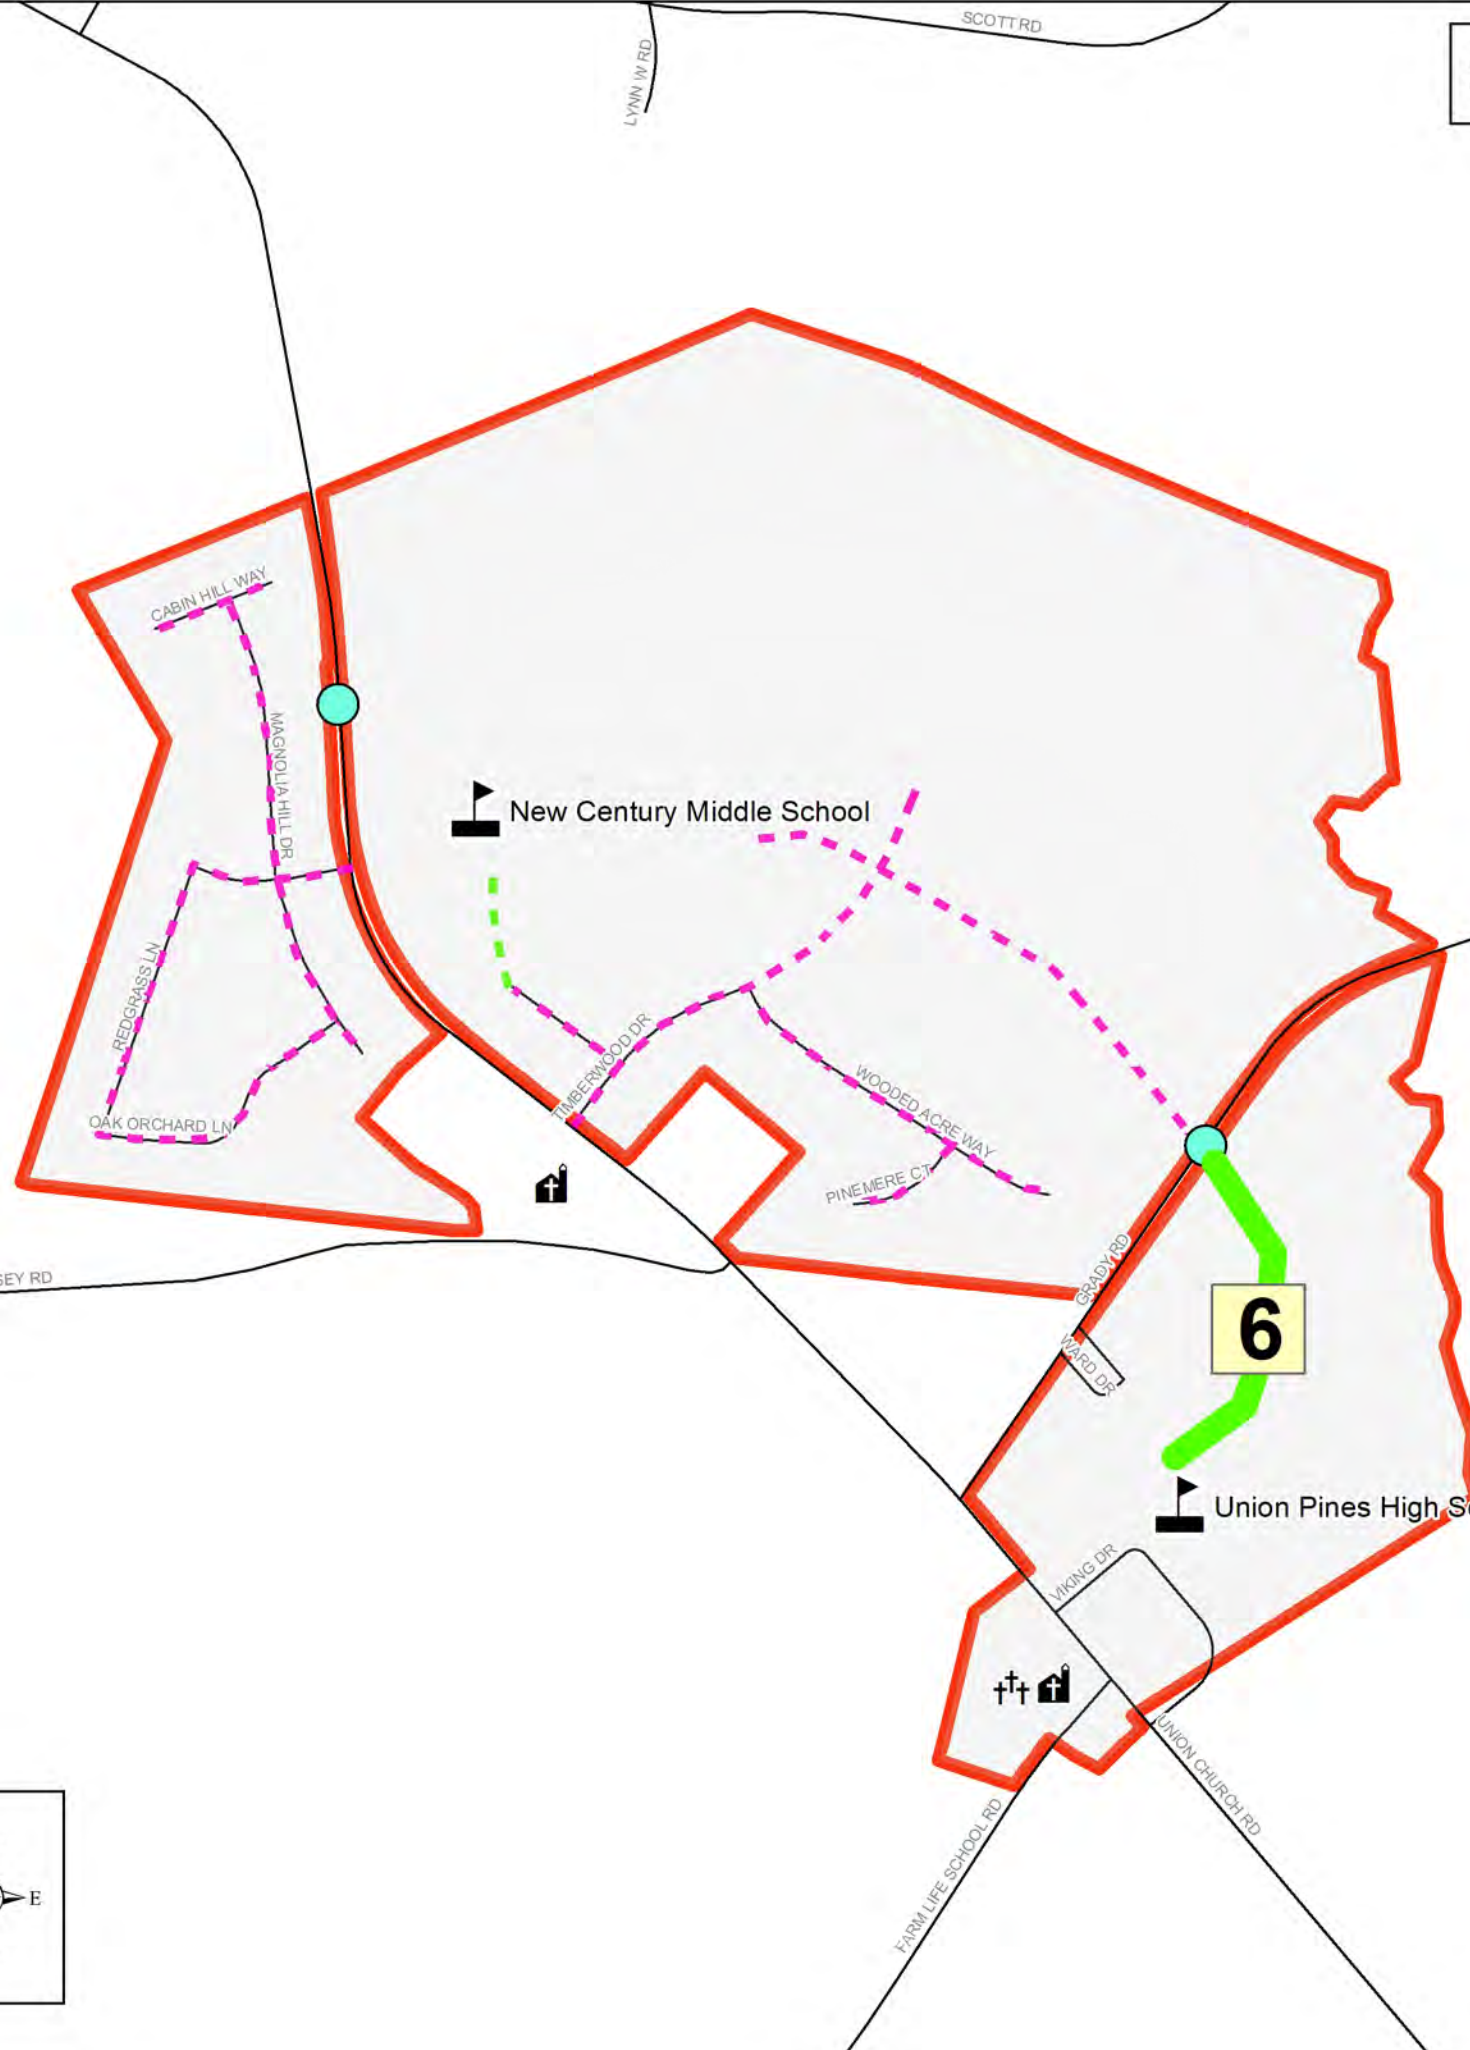 SCOTT RD
LYNN W RD
CABIN HILL WAY
MAGNOLIA HILL DR
New Century Middle School
REDGRASS LN
TIMBERWOOD DR
WOODED ACRE WAY
OAK ORCHARD LN
PINEMERE CT
GRADY RD
SEY RD
6
WARD DR
Union Pines High S
VIKING DR
UNION CHURCH RD
FARM LIFE SCHOOL RD
E